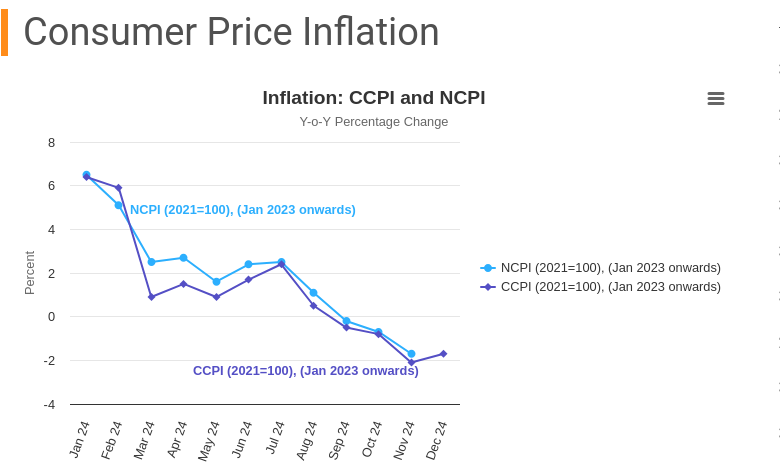 Consumer Price Inflation
Inflation: CCPI and NCPI
Y-o-Y Percentage Change
8
6
4
2
0
-2
-4
Percent
NCPI (2021=100), (Jan 2023 onwards)
CCPI (2021=100), (Jan 2023 onwards)
NCPI (2021=100), (Jan 2023 onwards)
CCPI (2021=100), (Jan 2023 onwards)
Jan 24
Feb 24
Mar 24
Apr 24
May 24
Jun 24
Jul 24
Aug 24
Sep 24
Oct 24
Nov 24
Dec 24